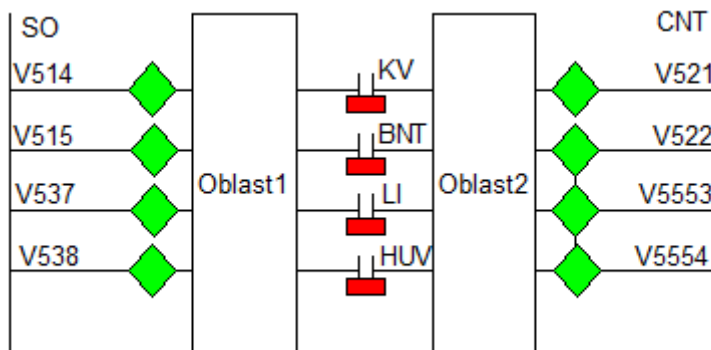 SO
CNT
V514
KV
V521
V515
BNT
V522
Oblast1
Oblast2
V537
LI
V5553
V538
HUV
V5554